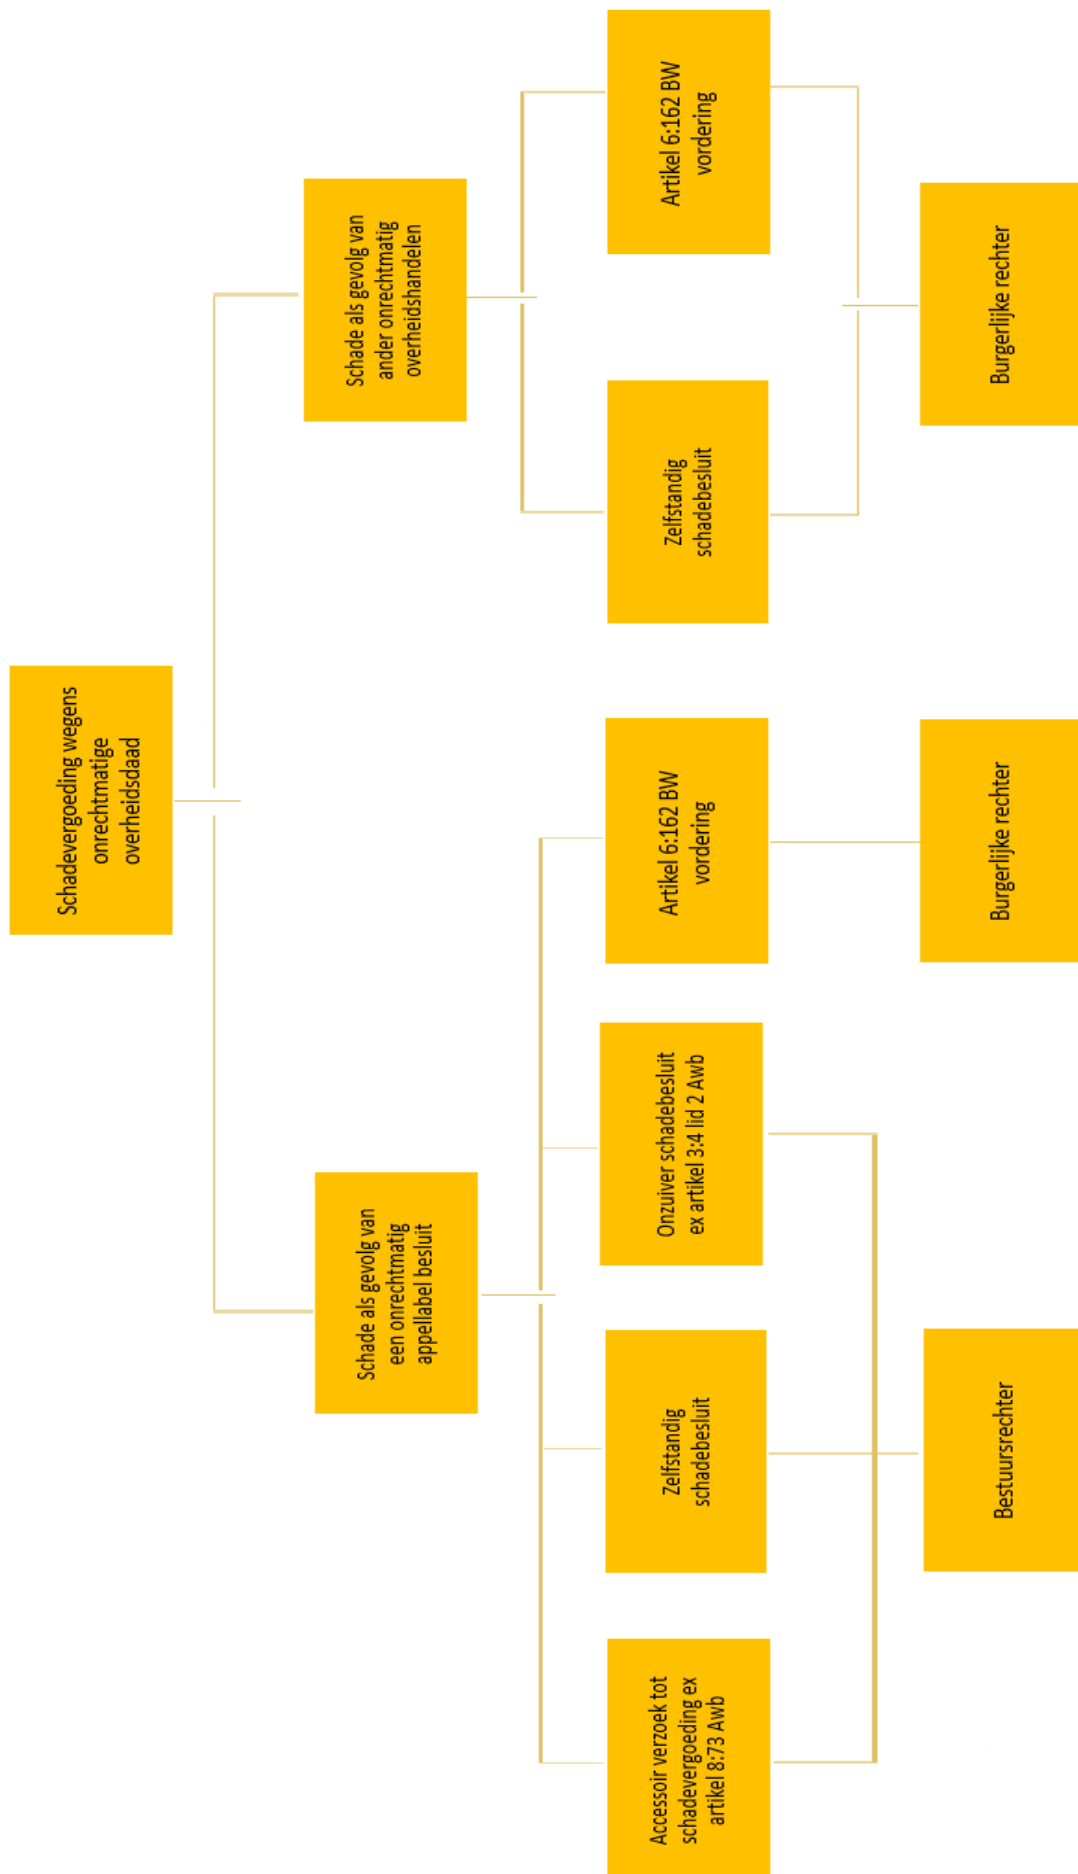 Schadevergoeding wegens
onrechtmatige
overheidsdaad
Schade als gevolg van
een onrechtmatig
appellabel besluit
Schade als gevolg van
ander onrechtmatig
overheidshandelen
Accessoir verzoek tot
schadevergoeding ex
artikel 8:73 Awb
Zelfstandig
schadebesluit
Onzuiver schadebesluit
ex artikel 3:4 lid 2 Awb
Artikel 6:162 BW
vordering
Zelfstandig
schadebesluit
Artikel 6:162 BW
vordering
Bestuursrechter
Burgerlijke rechter
Burgerlijke rechter